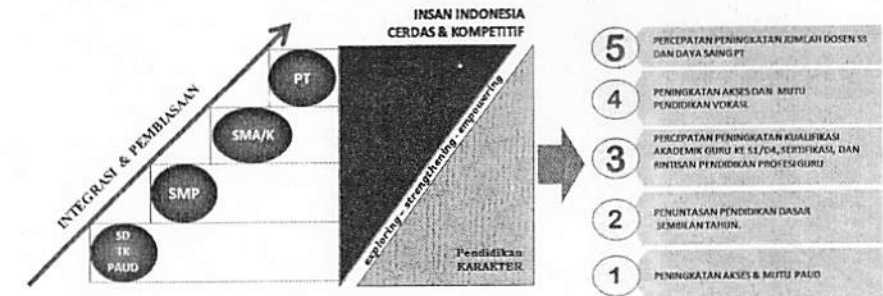 INSAN INDONESIA
CERDAS & KOMPETITIF
INTEGRASI & PEMBIASAAN
PT
SMA/K
SMP
SD
TK
PAUD
exploring - strengthening - empowering
Pendidikan
KARAKTER
5
PERCEPATAN PENINGKATAN JUMLAH DOSEN S3
DAN DAYA SAING PT
4
PENINGKATAN AKSES DAN MUTU
PENDIDIKAN VOKASI.
3
PERCEPATAN PENINGKATAN KUALIFIKASI
AKADEMIK GURU KE S1/D4, SERTIFIKASI, DAN
RINTISAN PENDIDIKAN PROFESI GURU
2
PENUNTASAN PENDIDIKAN DASAR
SEMBILAN TAHUN.
1
PENINGKATAN AKSES & MUTU PAUD